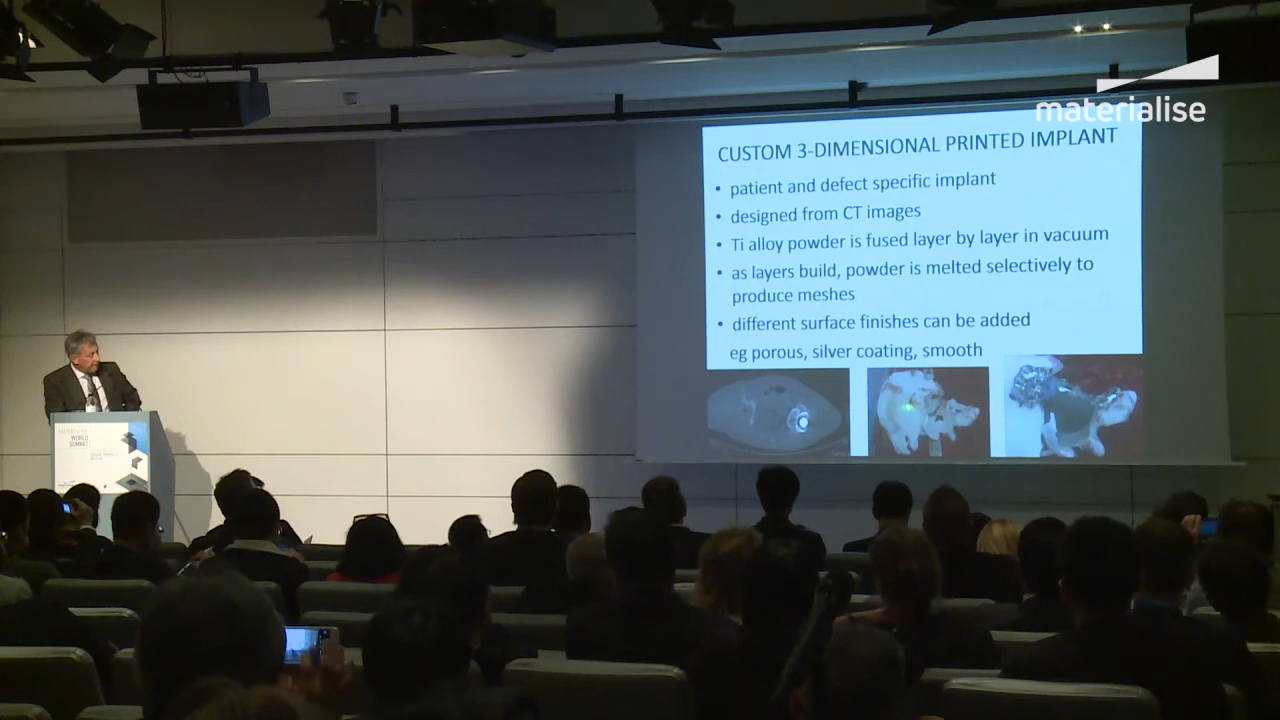 materialise
CUSTOM 3-DIMENSIONAL PRINTED IMPLANT
• patient and defect specific implant
• designed from CT images
• Ti alloy powder is fused layer by layer in vacuum
• as layers build, powder is melted selectively to
produce meshes
• different surface finishes can be added
eg porous, silver coating, smooth
WORLD
SUMMIT